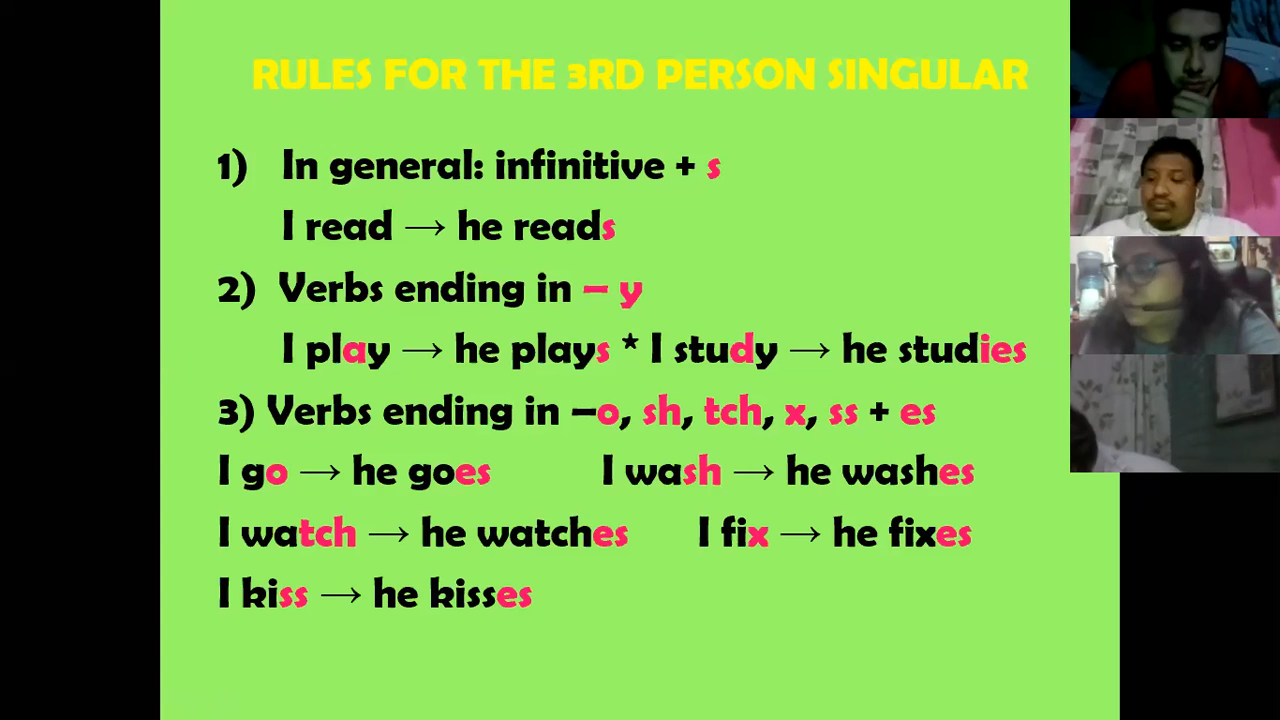 RULES FOR THE 3RD PERSON SINGULAR
1) In general: infinitive + s
I read → he reads
2) Verbs ending in – y
I play → he plays * I study → he studies
3) Verbs ending in –o, sh, tch, x, ss + es
I go → he goes I wash → he washes
I watch → he watches I fix → he fixes
I kiss → he kisses